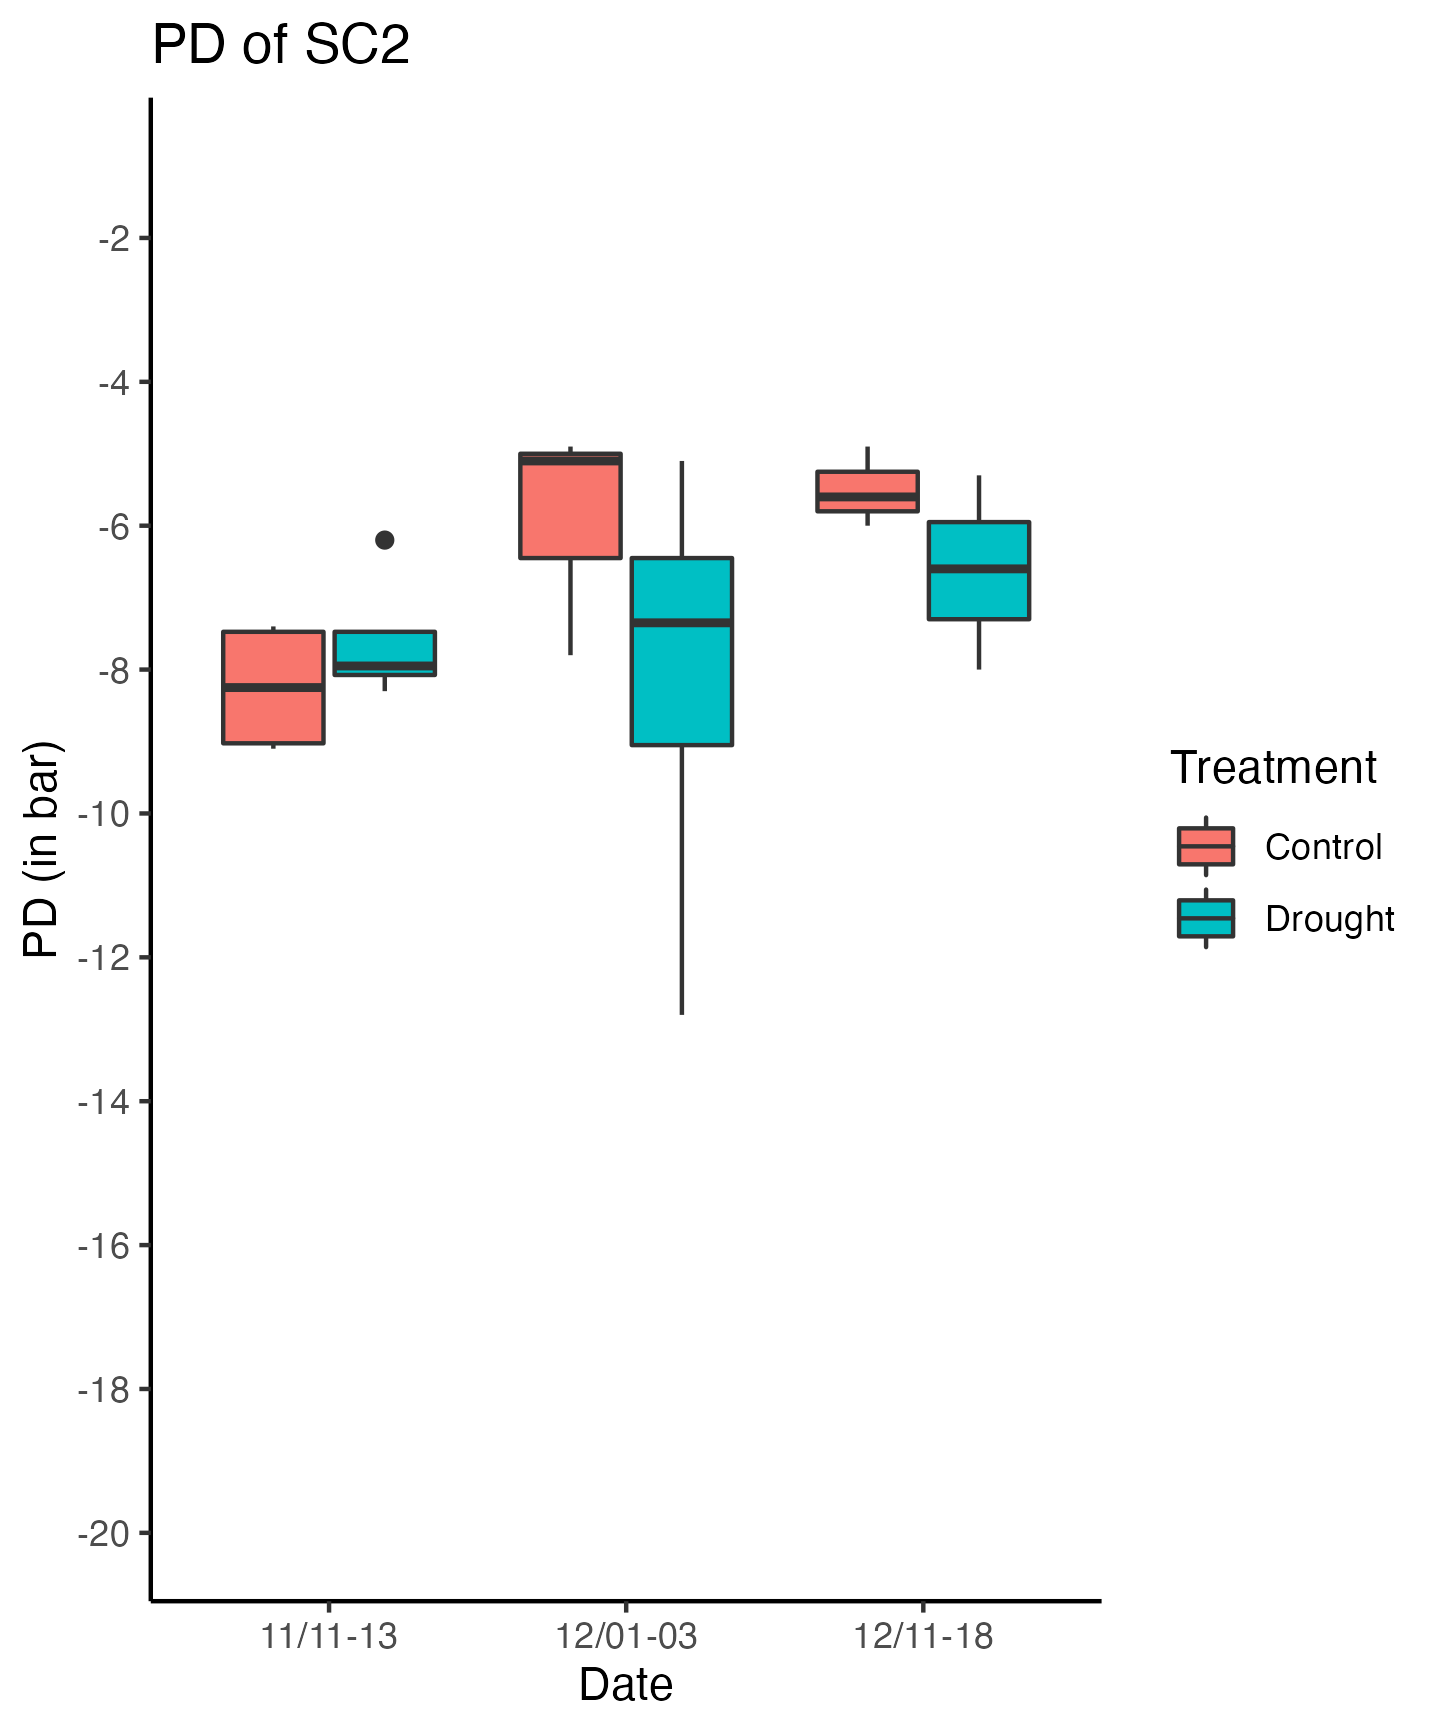 PD of SC2
-2
-4
-6
-8
-10
-12
-14
-16
-18
-20
PD (in bar)
11/11-13
12/01-03
12/11-18
Date
Treatment
Control
Drought